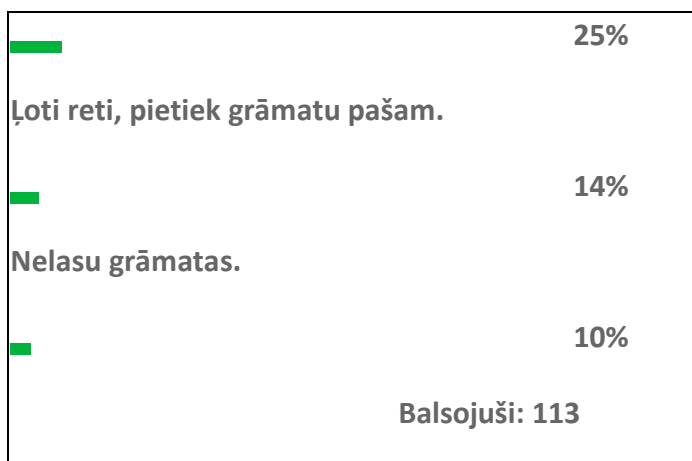 25%
Ļoti reti, pietiek grāmatu pašam.
14%
Nelasu grāmatas.
10%
Balsojuši: 113